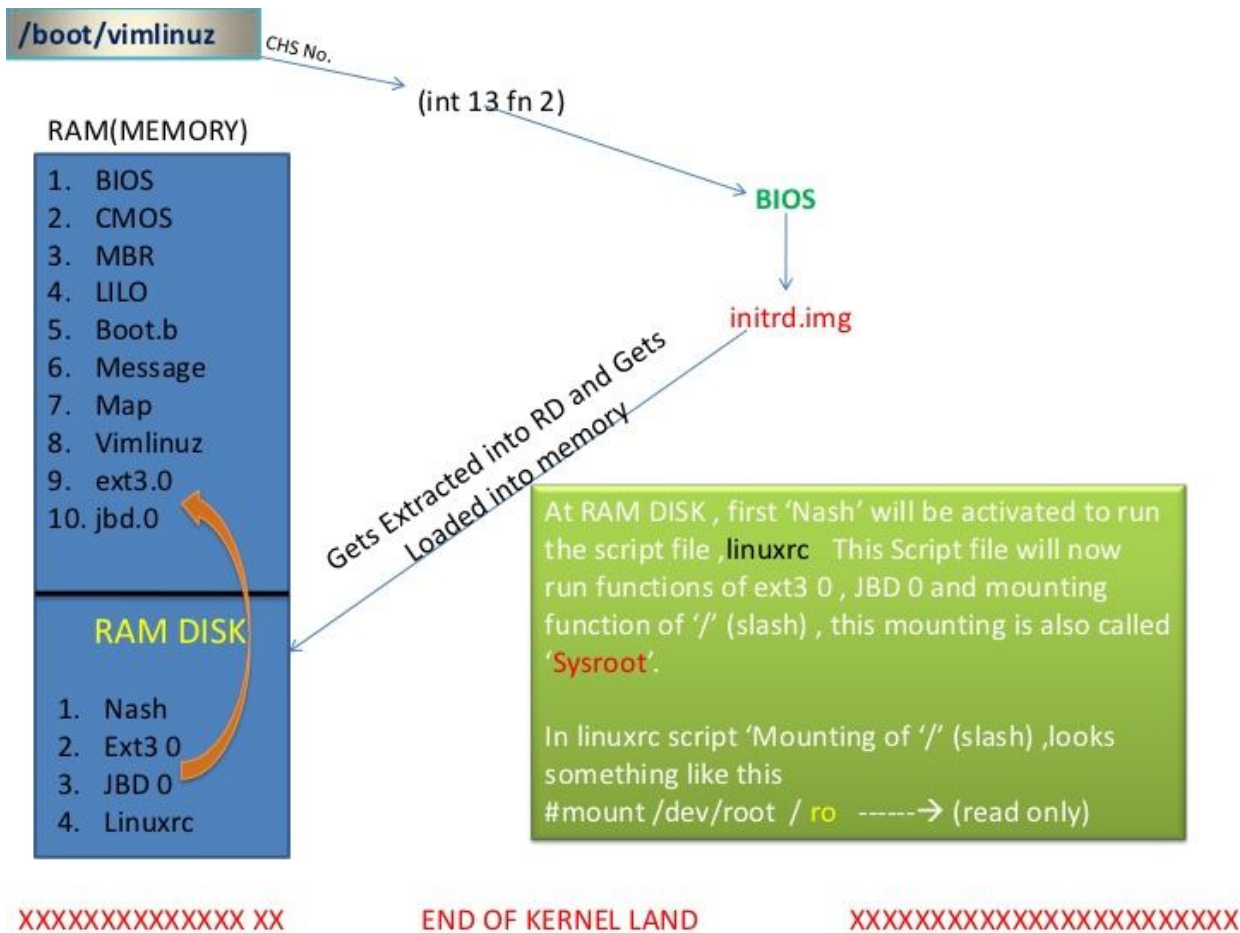 /boot/vimlinuz
CHS No.
(int 13 fn 2)
BIOS
initrd.img
Gets Extracted into RD and Gets
Loaded into memory
RAM(MEMORY)
1. BIOS
2. CMOS
3. MBR
4. LILO
5. Boot.b
6. Message
7. Map
8. Vimlinuz
9. ext3.0
10. jbd.0
RAM DISK
1. Nash
2. Ext3 0
3. JBD 0
4. Linuxrc
At RAM DISK , first ‘Nash’ will be activated to run
the script file ,linuxrc This Script file will now
run functions of ext3 0 , JBD 0 and mounting
function of ‘/’ (slash) , this mounting is also called
‘Sysroot’.
In linuxrc script ‘Mounting of ‘/’ (slash) ,looks
something like this
#mount /dev/root / ro ------→ (read only)
XXXXXXXXXXXXXX XX END OF KERNEL LAND XXXXXXXXXXXXXXXXXXXXXXXX